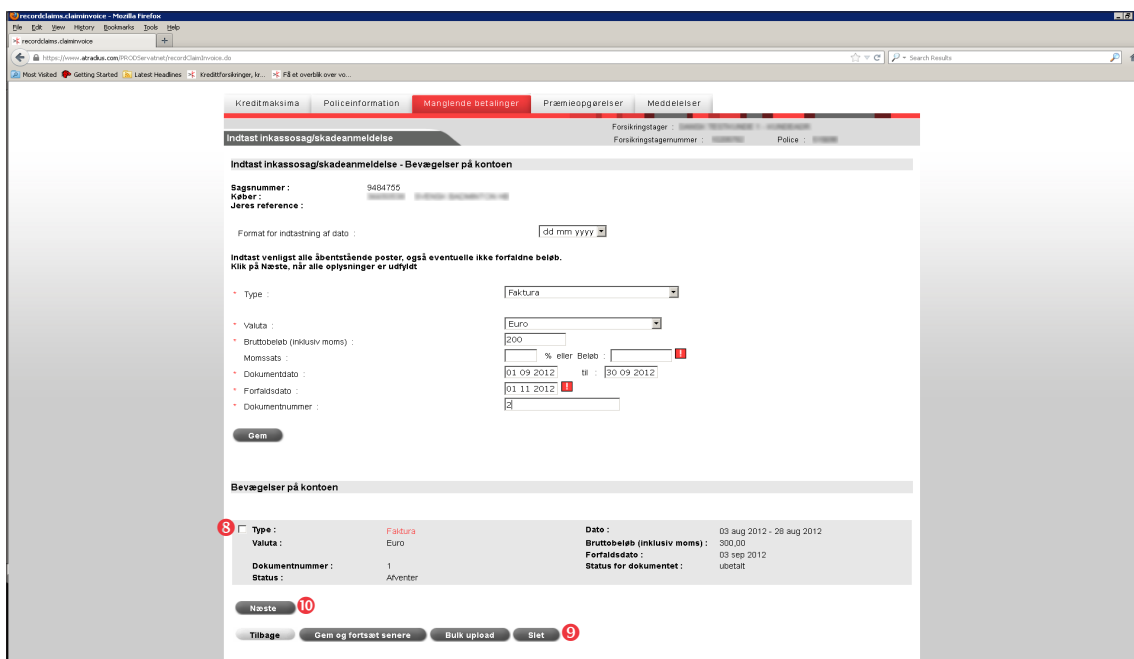 recordclaims.claiminvoice - Mozilla Firefox
File Edit View History Bookmarks Tools Help
recordclaims.claiminvoice +
https://www.atradius.com/PRODServatnet/recordClaimInvoice.do Search Results
Most Visited Getting Started Latest Headlines Kreditforsikringer, kr... Få et overblik over vo...
Kreditmaksima Policeinformation Manglende betalinger Præmieopgørelser Meddelelser
Forsikringstager :
Indtast inkassosag/skadeanmeldelse Forsikringstagernummer : Police :
Indtast inkassosag/skadeanmeldelse - Bevægelser på kontoen
Sagsnummer : 9484755
Køber :
Jeres reference :
Format for indtastning af dato : dd mm yyyy
Indtast venligst alle åbentstående poster, også eventuelle ikke forfaldne beløb.
Klik på Næste, når alle oplysninger er udfyldt
* Type : Faktura
* Valuta : Euro
* Bruttobeløb (inklusiv moms) : 200
Momssats : % eller Beløb : !
* Dokumentdato : 01 09 2012 til : 30 09 2012
* Forfaldsdato : 01 11 2012 !
* Dokumentnummer : 2
Gem
Bevægelser på kontoen
8 Type : Faktura Dato : 03 aug 2012 - 28 aug 2012
Valuta : Euro Bruttobeløb (inklusiv moms) : 300,00
Forfaldsdato : 03 sep 2012
Dokumentnummer : 1 Status for dokumentet : ubetalt
Status : Afventer
Næste 10
Tilbage Gem og fortsæt senere Bulk upload Slet 9